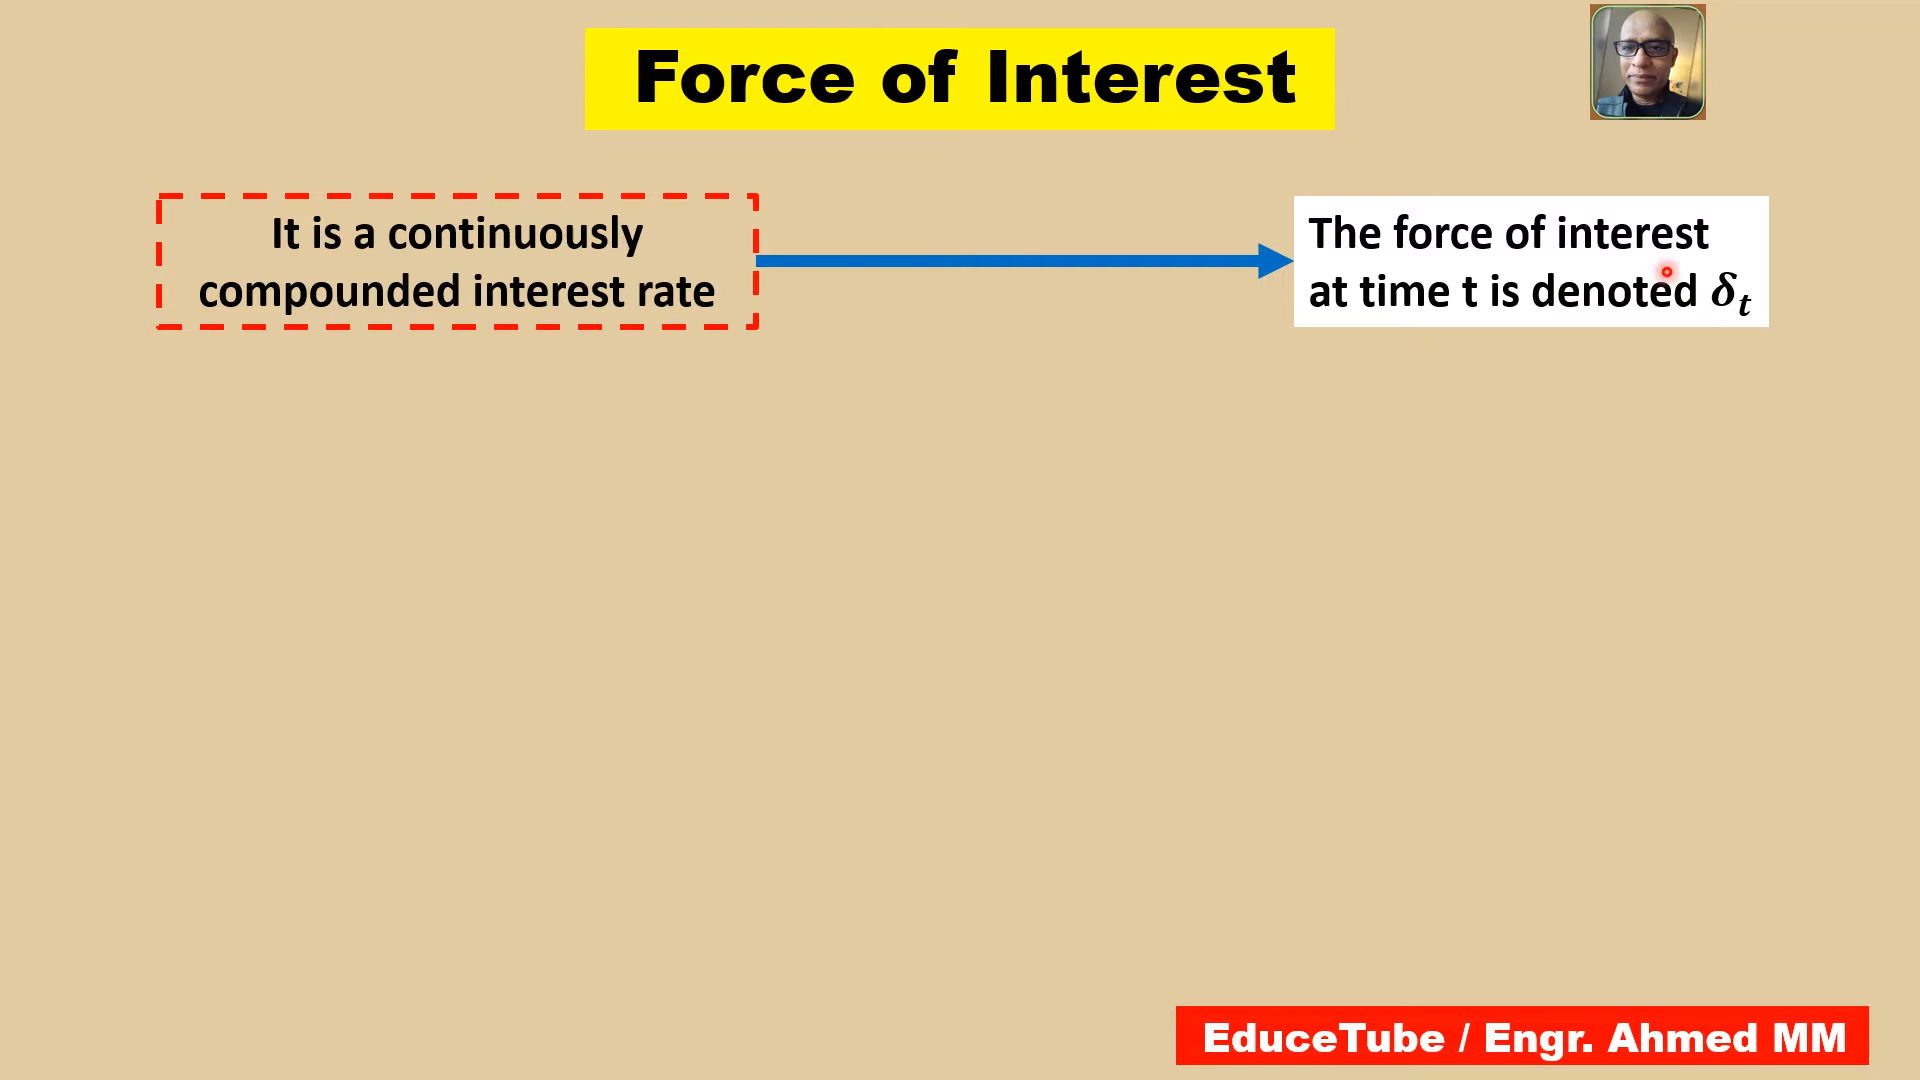 Force of Interest
It is a continuously
compounded interest rate
The force of interest
at time t is denoted δₜ
EduceTube / Engr. Ahmed MM